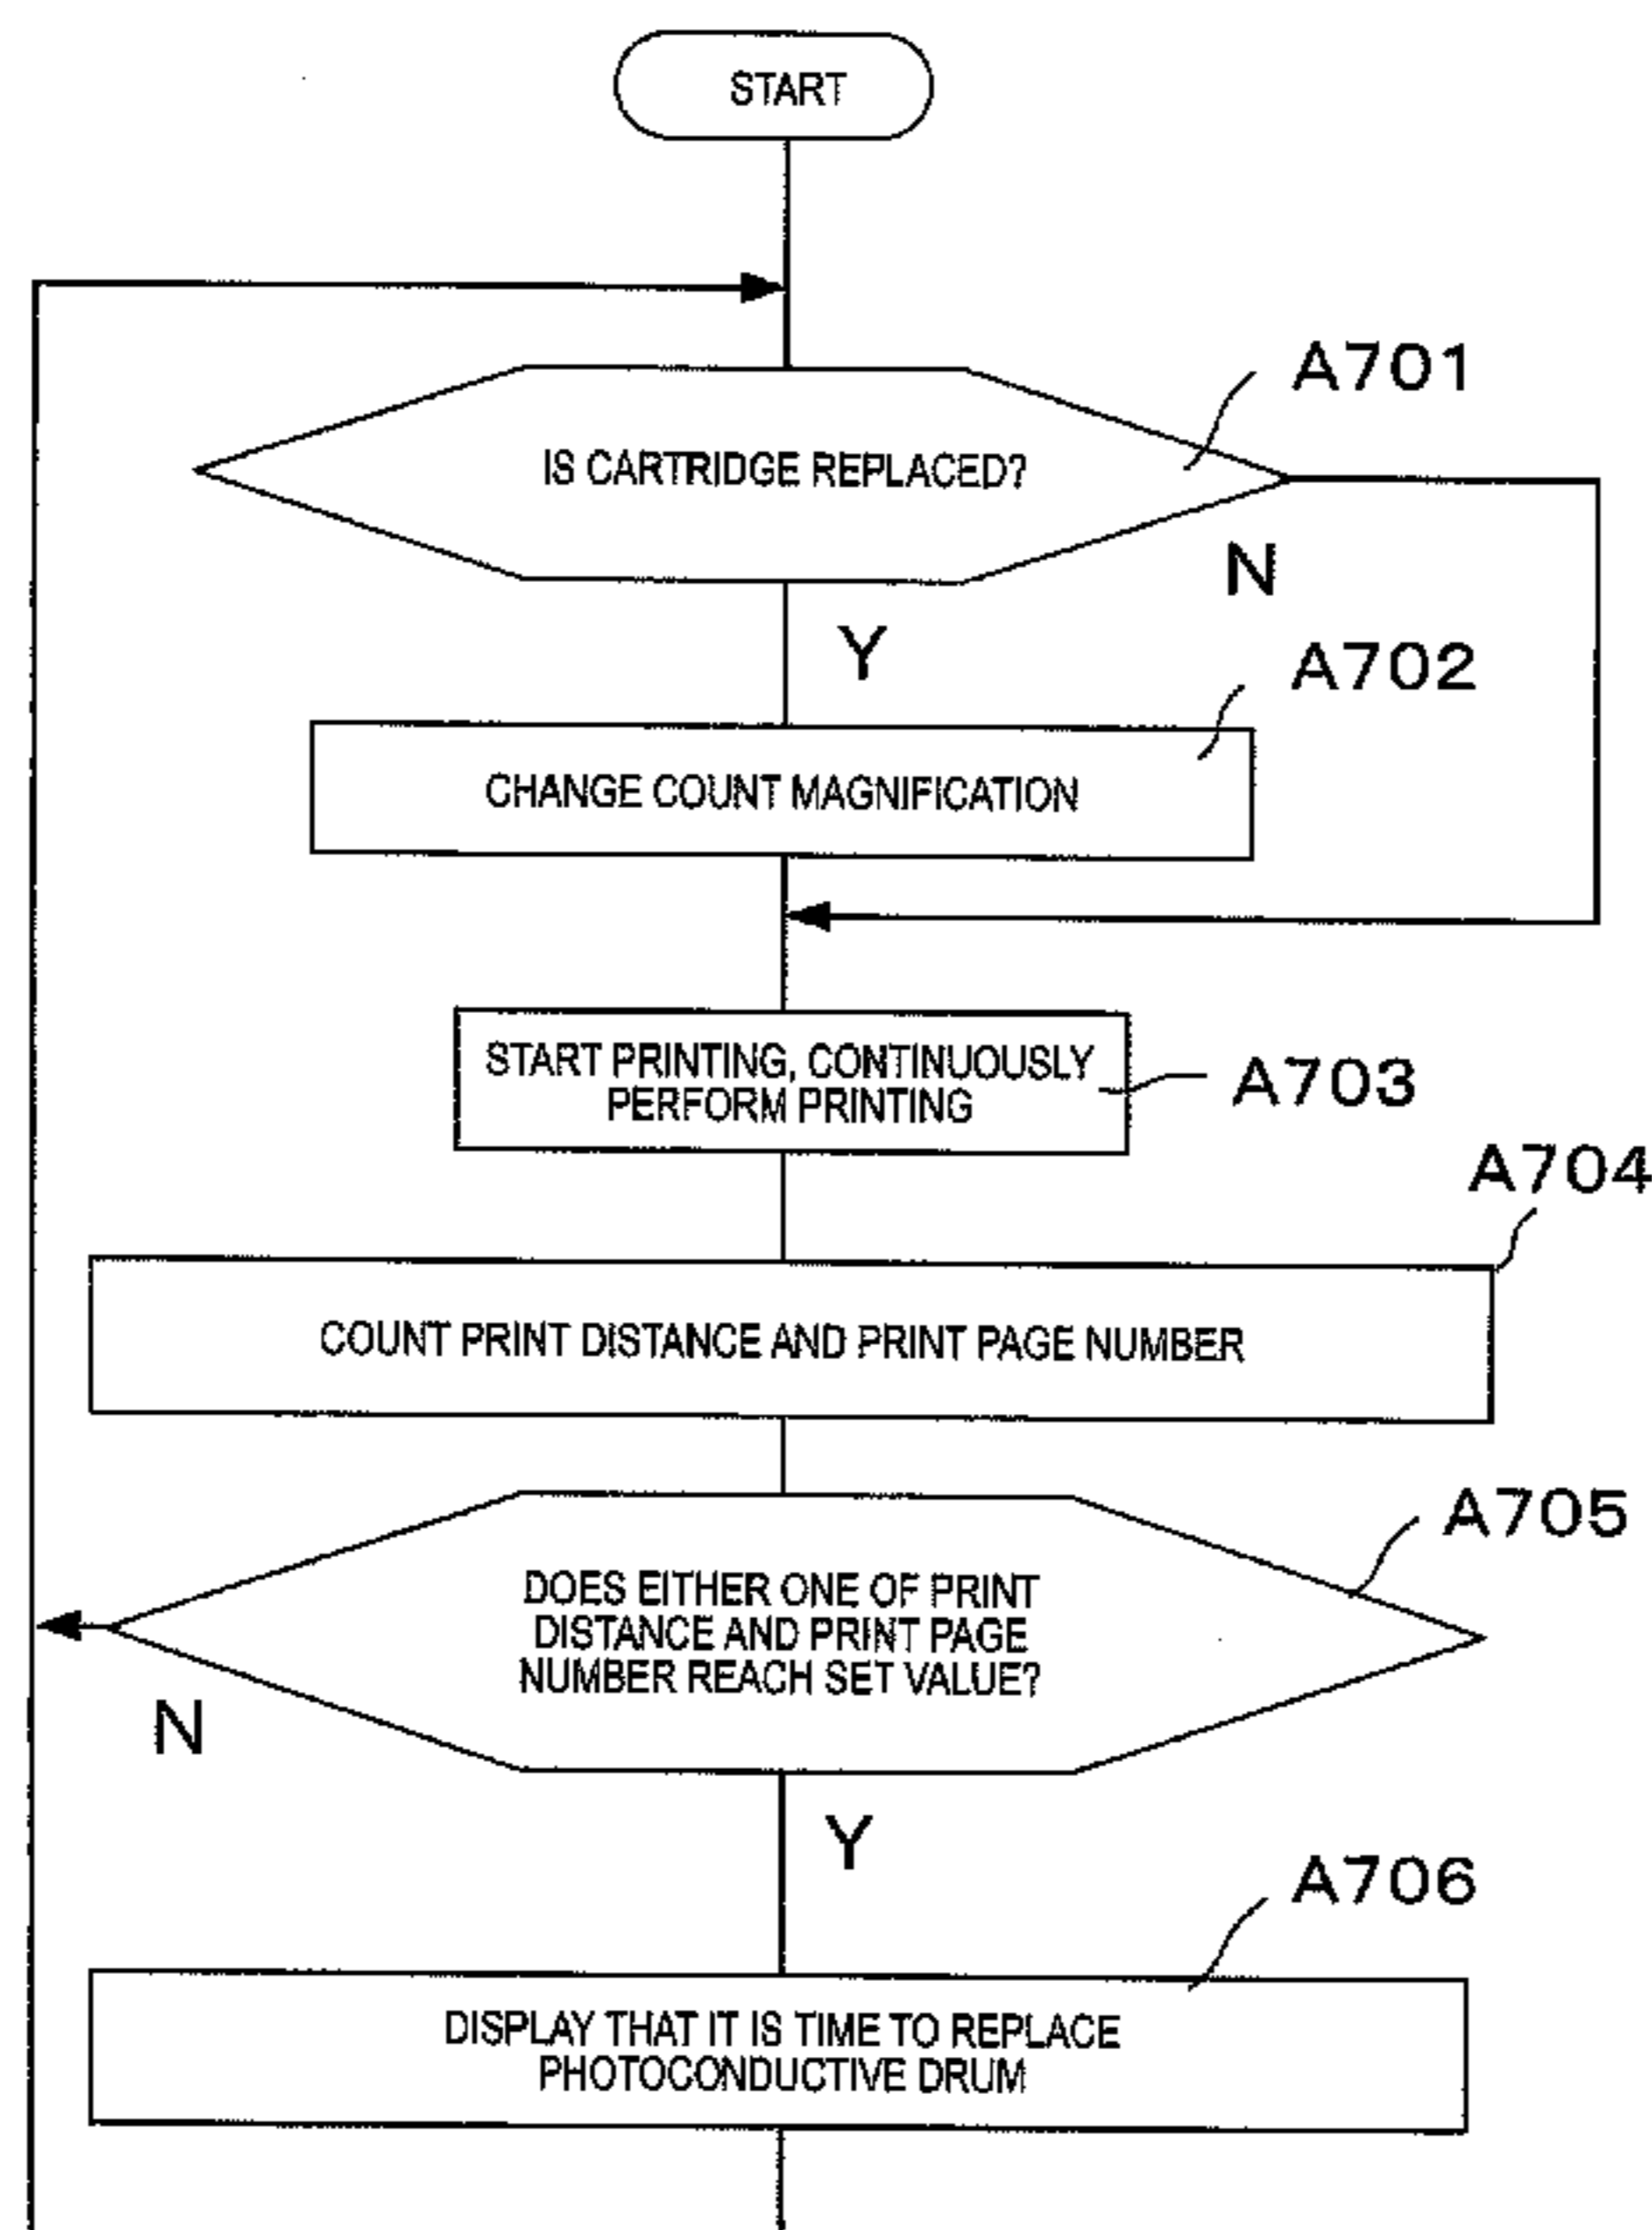 START
A701
IS CARTRIDGE REPLACED?
N
Y
A702
CHANGE COUNT MAGNIFICATION
START PRINTING, CONTINUOUSLY
PERFORM PRINTING
A703
A704
COUNT PRINT DISTANCE AND PRINT PAGE NUMBER
A705
DOES EITHER ONE OF PRINT
DISTANCE AND PRINT PAGE
NUMBER REACH SET VALUE?
N
Y
A706
DISPLAY THAT IT IS TIME TO REPLACE
PHOTOCONDUCTIVE DRUM